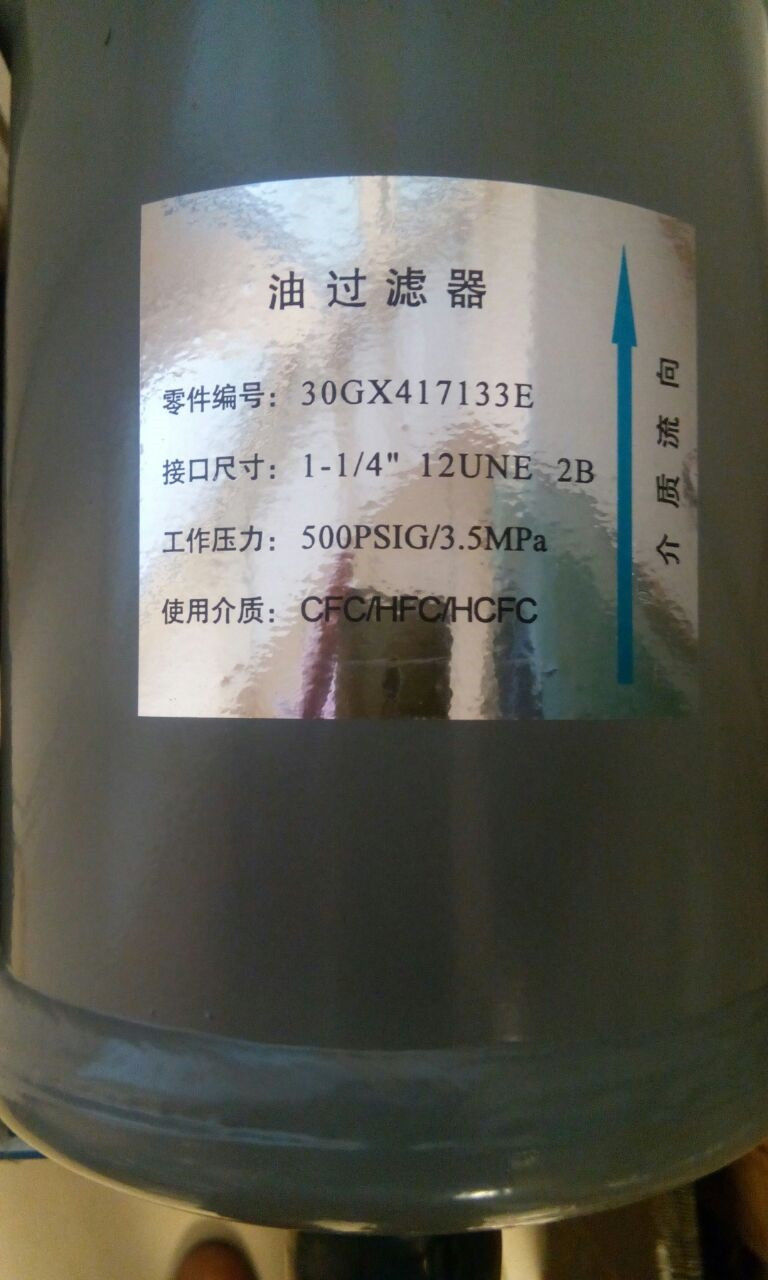 油过滤器
零件编号：30GX417133E
接口尺寸：1-1/4" 12UNE 2B
工作压力：500PSIG/3.5MPa
使用介质：CFC/HFC/HCFC
介质流向